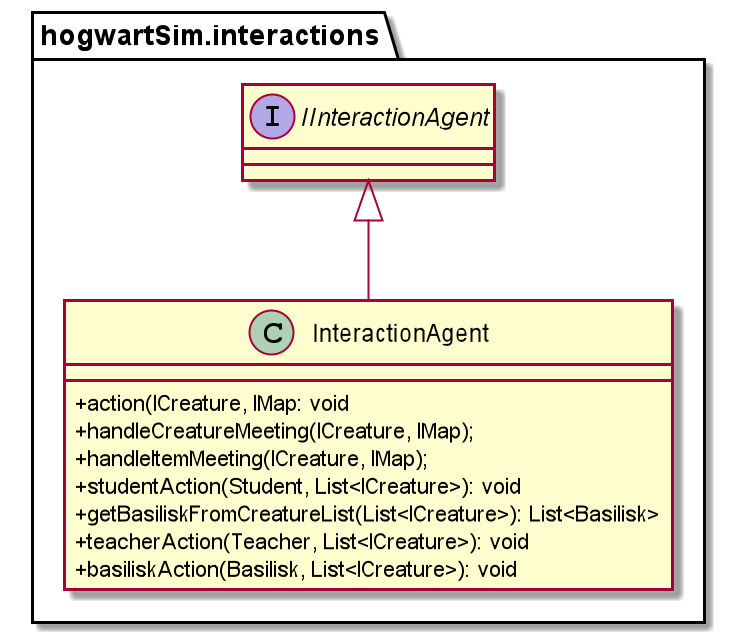 hogwartSim.interactions
I IInteractionAgent
C InteractionAgent
+action(ICreature, IMap: void
+handleCreatureMeeting(ICreature, IMap);
+handleItemMeeting(ICreature, IMap);
+studentAction(Student, List<ICreature>): void
+getBasiliskFromCreatureList(List<ICreature>): List<Basilisk>
+teacherAction(Teacher, List<ICreature>): void
+basiliskAction(Basilisk, List<ICreature>): void